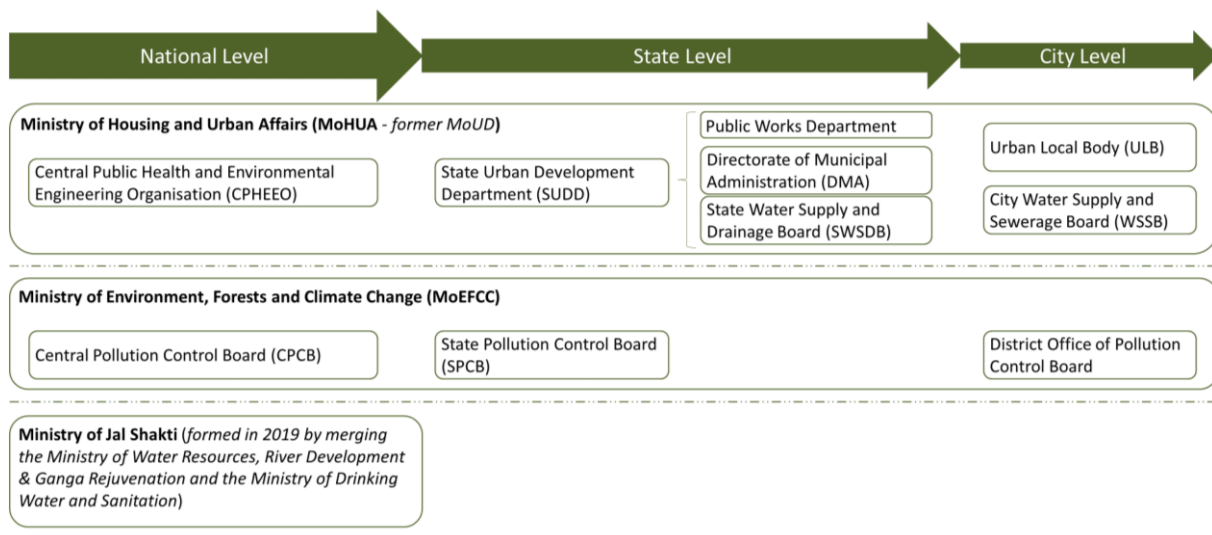 National Level
State Level
City Level
Ministry of Housing and Urban Affairs (MoHUA - former MoUD)
Central Public Health and Environmental
Engineering Organisation (CPHEEO)
State Urban Development
Department (SUDD)
Public Works Department
Directorate of Municipal
Administration (DMA)
State Water Supply and
Drainage Board (SWSDB)
Urban Local Body (ULB)
City Water Supply and
Sewerage Board (WSSB)
Ministry of Environment, Forests and Climate Change (MoEFCC)
Central Pollution Control Board (CPCB)
State Pollution Control Board
(SPCB)
District Office of Pollution
Control Board
Ministry of Jal Shakti (formed in 2019 by merging
the Ministry of Water Resources, River Development
& Ganga Rejuvenation and the Ministry of Drinking
Water and Sanitation)